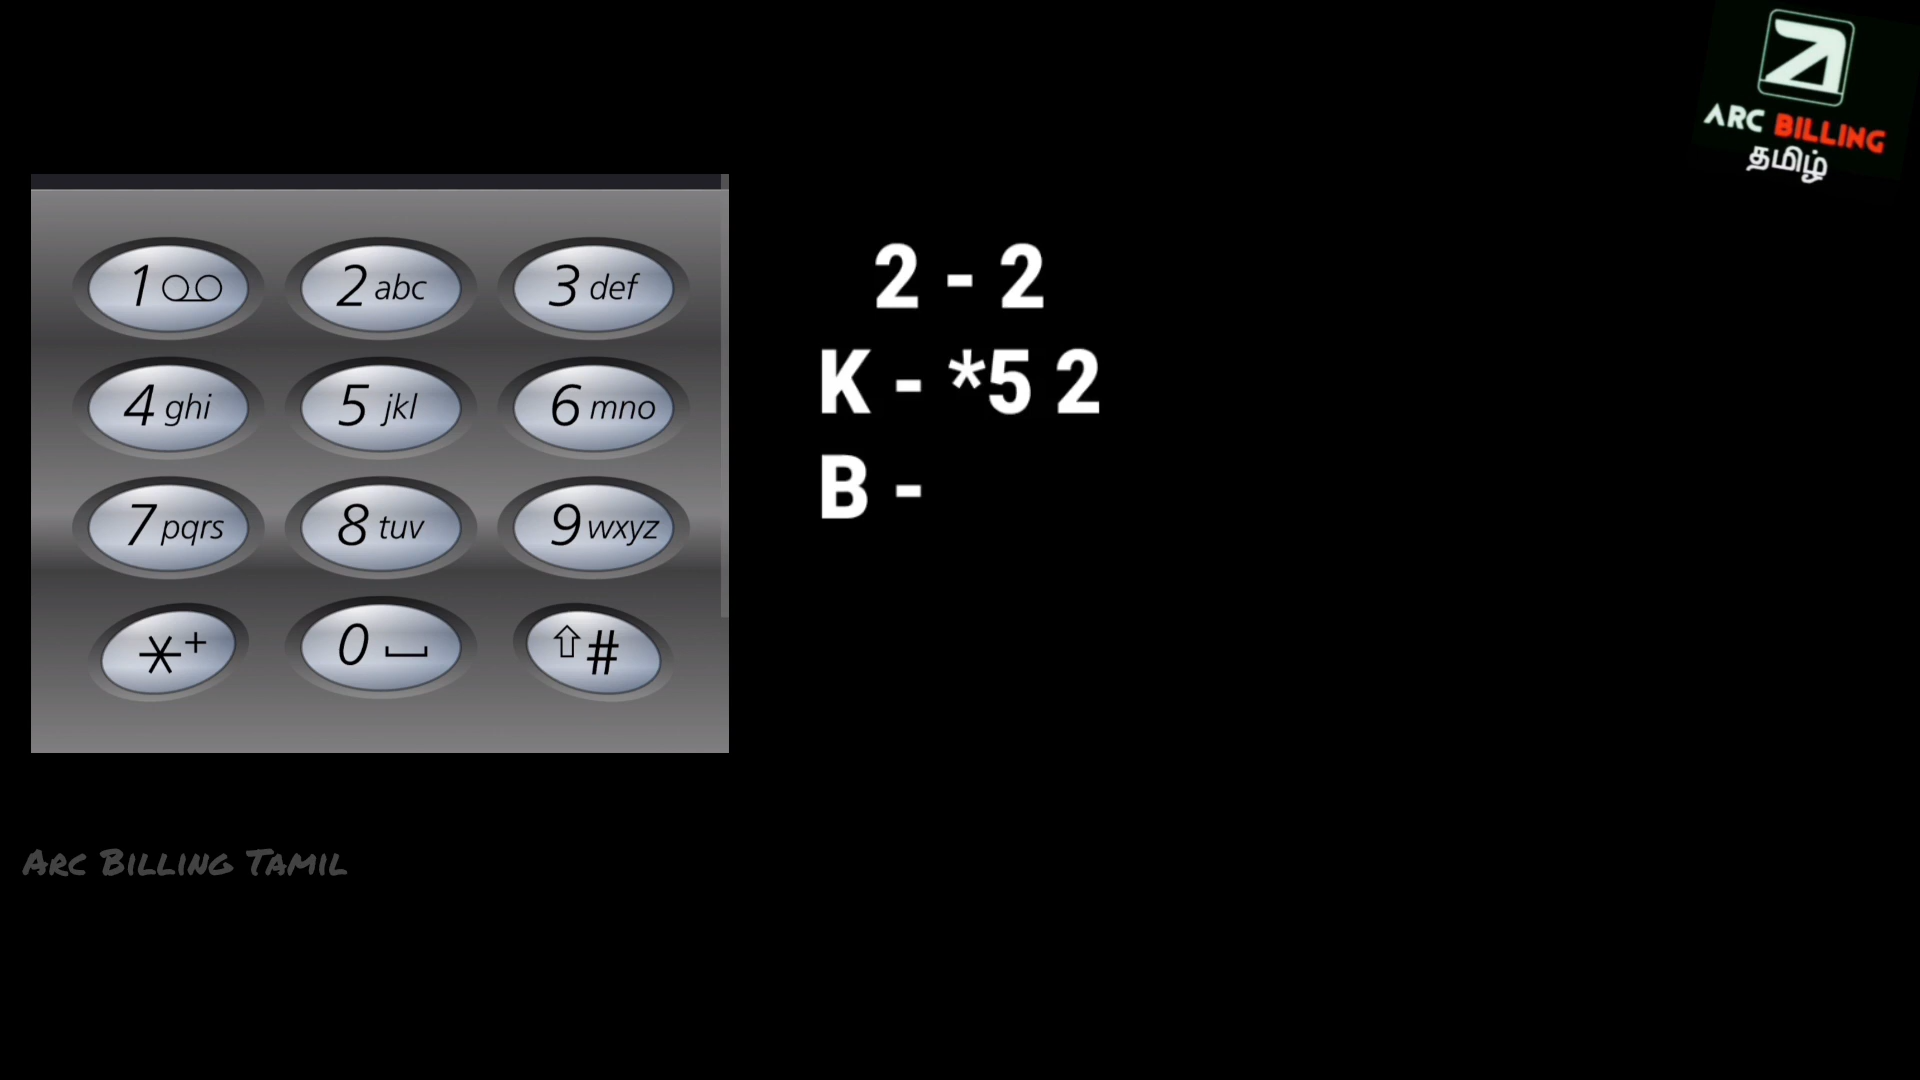 ARC BILLING
தமிழ்
1
2 abc
3 def
4 ghi
5 jkl
6 mno
7 pqrs
8 tuv
9 wxyz
*+
0
#
2 - 2
K - *5 2
B -
Arc Billing Tamil